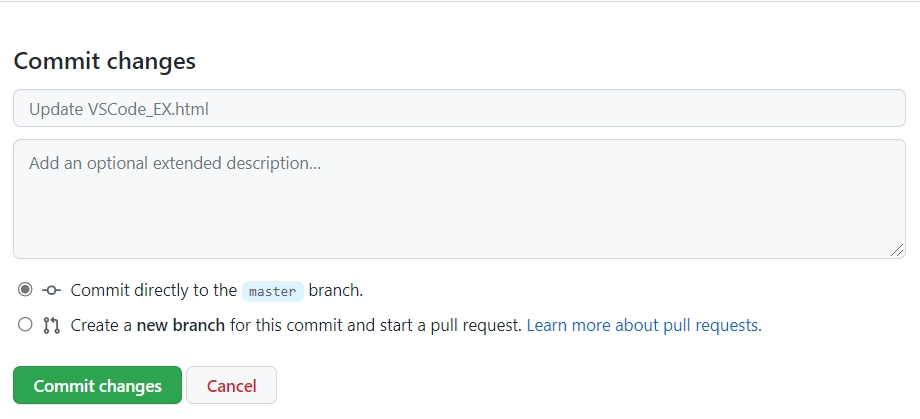 Commit changes
Update VSCode_EX.html
Add an optional extended description...
Commit directly to the master branch.
Create a new branch for this commit and start a pull request. Learn more about pull requests.
Commit changes Cancel